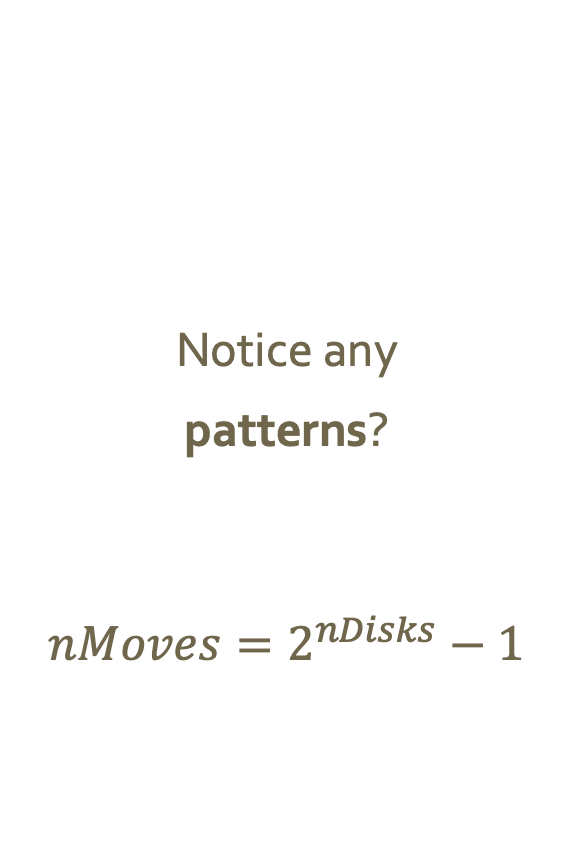 Notice any
patterns?
nMoves = 2^{nDisks} − 1